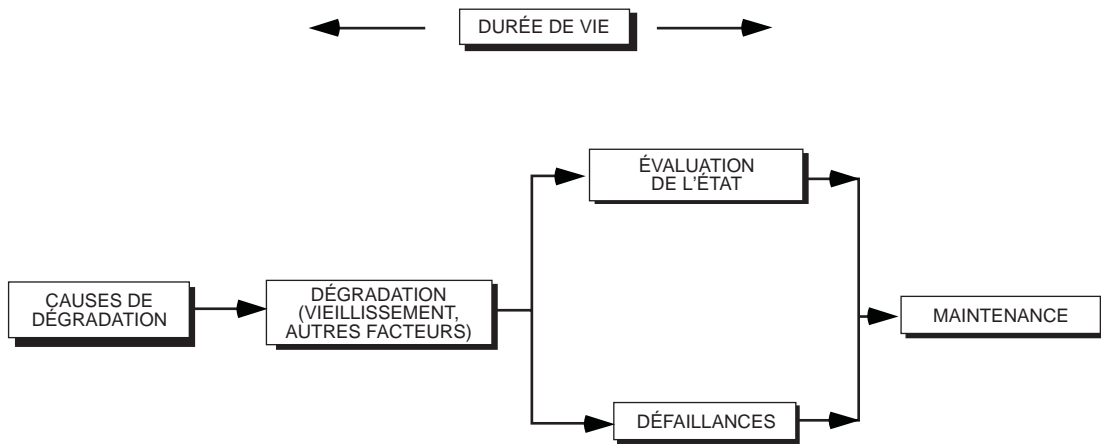 DURÉE DE VIE
ÉVALUATION
DE L'ÉTAT
CAUSES DE
DÉGRADATION
DÉGRADATION
(VIEILLISSEMENT,
AUTRES FACTEURS)
MAINTENANCE
DÉFAILLANCES